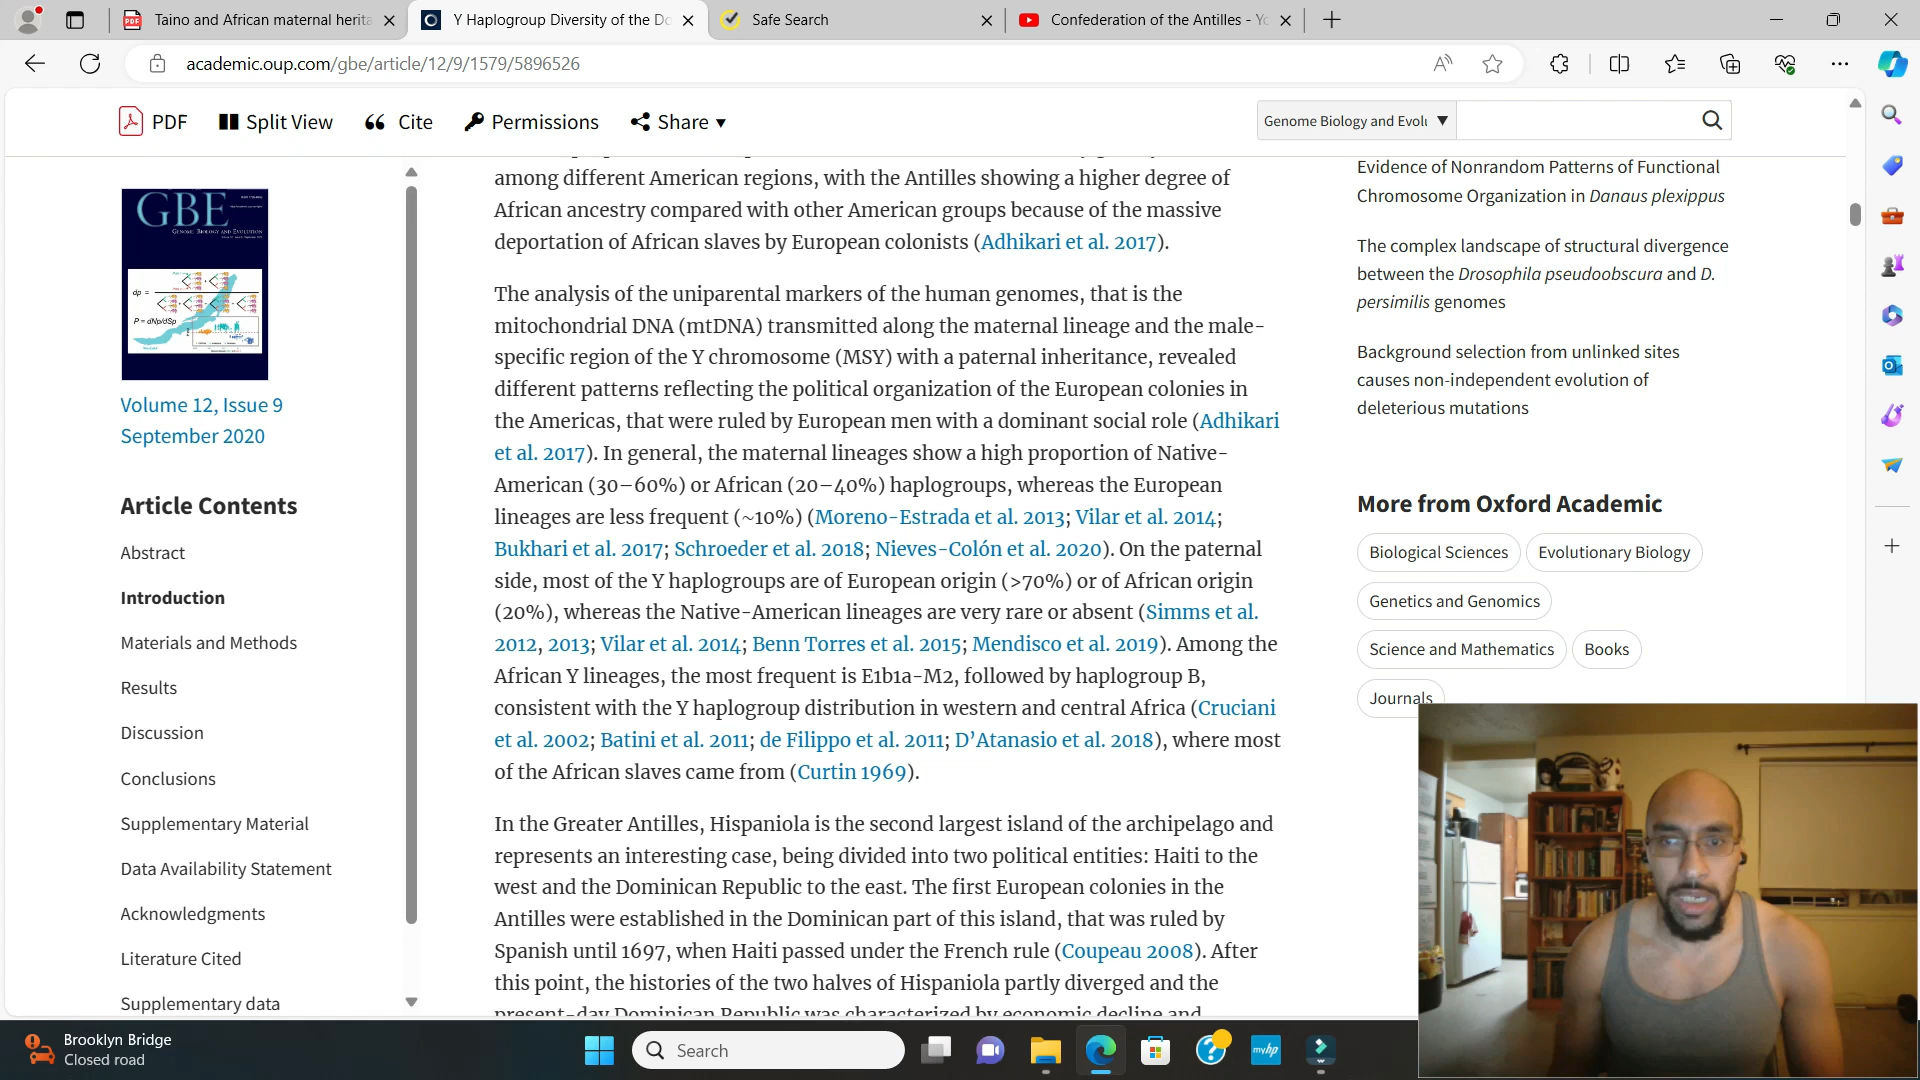 Taino and African maternal herita
Y Haplogroup Diversity of the Do
Safe Search
Confederation of the Antilles - Yo
academic.oup.com/gbe/article/12/9/1579/5896526
PDF
Split View
Cite
Permissions
Share
Genome Biology and Evolu
GBE
GENOME BIOLOGY AND EVOLUTION
Volume 12, Issue 9
September 2020
Article Contents
Abstract
Introduction
Materials and Methods
Results
Discussion
Conclusions
Supplementary Material
Data Availability Statement
Acknowledgments
Literature Cited
Supplementary data
among different American regions, with the Antilles showing a higher degree of
African ancestry compared with other American groups because of the massive
deportation of African slaves by European colonists (Adhikari et al. 2017).
The analysis of the uniparental markers of the human genomes, that is the
mitochondrial DNA (mtDNA) transmitted along the maternal lineage and the male-
specific region of the Y chromosome (MSY) with a paternal inheritance, revealed
different patterns reflecting the political organization of the European colonies in
the Americas, that were ruled by European men with a dominant social role (Adhikari
et al. 2017). In general, the maternal lineages show a high proportion of Native-
American (30–60%) or African (20–40%) haplogroups, whereas the European
lineages are less frequent (~10%) (Moreno-Estrada et al. 2013; Vilar et al. 2014;
Bukhari et al. 2017; Schroeder et al. 2018; Nieves-Colón et al. 2020). On the paternal
side, most of the Y haplogroups are of European origin (>70%) or of African origin
(20%), whereas the Native-American lineages are very rare or absent (Simms et al.
2012, 2013; Vilar et al. 2014; Benn Torres et al. 2015; Mendisco et al. 2019). Among the
African Y lineages, the most frequent is E1b1a-M2, followed by haplogroup B,
consistent with the Y haplogroup distribution in western and central Africa (Cruciani
et al. 2002; Batini et al. 2011; de Filippo et al. 2011; D’Atanasio et al. 2018), where most
of the African slaves came from (Curtin 1969).
In the Greater Antilles, Hispaniola is the second largest island of the archipelago and
represents an interesting case, being divided into two political entities: Haiti to the
west and the Dominican Republic to the east. The first European colonies in the
Antilles were established in the Dominican part of this island, that was ruled by
Spanish until 1697, when Haiti passed under the French rule (Coupeau 2008). After
this point, the histories of the two halves of Hispaniola partly diverged and the
present-day Dominican Republic was characterized by economic decline and
Evidence of Nonrandom Patterns of Functional
Chromosome Organization in Danaus plexippus
The complex landscape of structural divergence
between the Drosophila pseudoobscura and D.
persimilis genomes
Background selection from unlinked sites
causes non-independent evolution of
deleterious mutations
More from Oxford Academic
Biological Sciences
Evolutionary Biology
Genetics and Genomics
Science and Mathematics
Books
Journals
Brooklyn Bridge
Closed road
Search
myhp